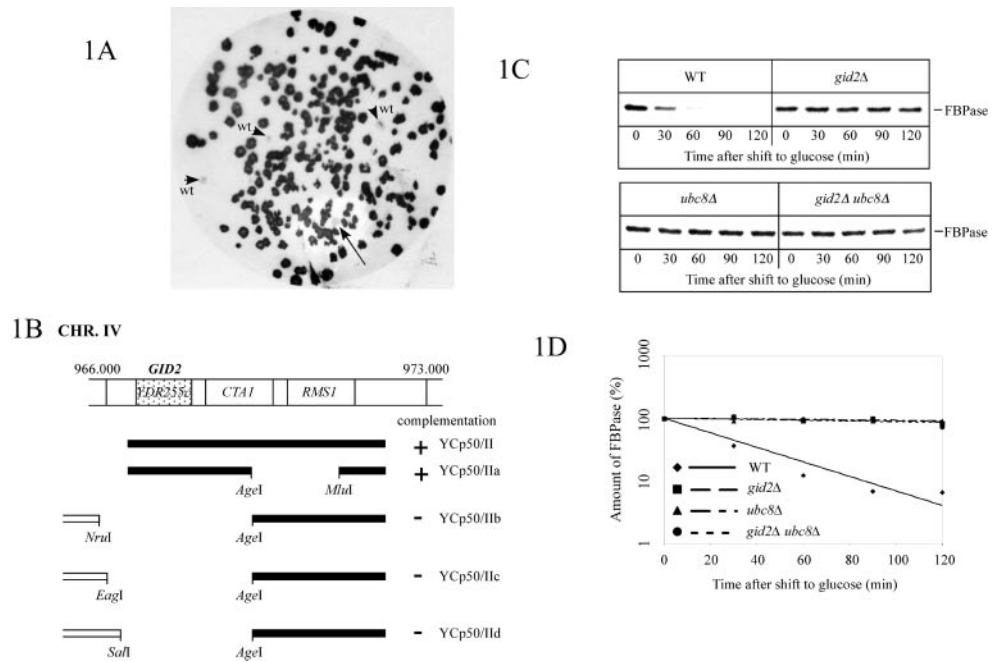 1A
wt
wt
wt
1B CHR. IV
966.000 GID2 973.000
YDR255c CTA1 RMS1
complementation
+ YCp50/II
+ YCp50/IIa
AgeI MluI
- YCp50/IIb
NruI AgeI
- YCp50/IIc
EagI AgeI
- YCp50/IId
SalI AgeI
1C
WT gid2Δ
–FBPase
0 30 60 90 120 0 30 60 90 120
Time after shift to glucose (min)
ubc8Δ gid2Δ ubc8Δ
–FBPase
0 30 60 90 120 0 30 60 90 120
Time after shift to glucose (min)
1D
Amount of FBPase (%)
1000
100
10
1
WT
gid2Δ
ubc8Δ
gid2Δ ubc8Δ
0 20 40 60 80 100 120
Time after shift to glucose (min)